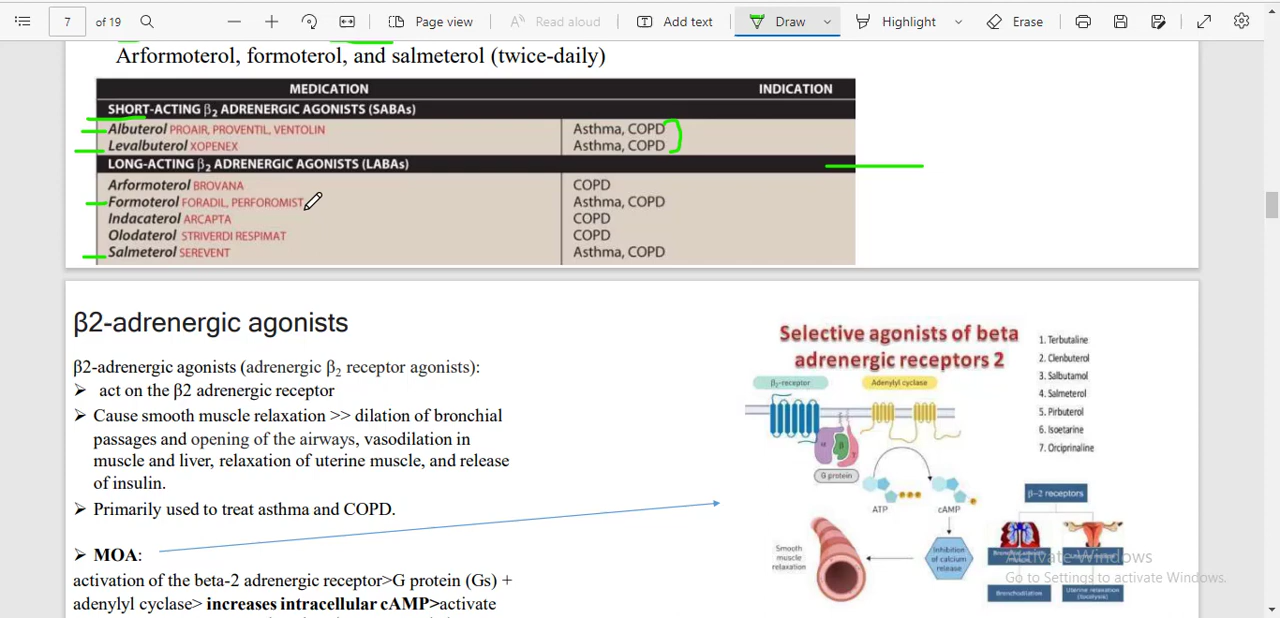 7 of 19 Page view Read aloud Add text Draw Highlight Erase
Arformoterol, formoterol, and salmeterol (twice-daily)
MEDICATION INDICATION
SHORT-ACTING β2 ADRENERGIC AGONISTS (SABAs)
Albuterol PROAIR, PROVENTIL, VENTOLIN Asthma, COPD
Levalbuterol XOPENEX Asthma, COPD
LONG-ACTING β2 ADRENERGIC AGONISTS (LABAs)
Arformoterol BROVANA COPD
Formoterol FORADIL, PERFOROMIST Asthma, COPD
Indacaterol ARCAPTA COPD
Olodaterol STRIVERDI RESPIMAT COPD
Salmeterol SEREVENT Asthma, COPD
β2-adrenergic agonists
β2-adrenergic agonists (adrenergic β2 receptor agonists):
➢ act on the β2 adrenergic receptor
➢ Cause smooth muscle relaxation >> dilation of bronchial
passages and opening of the airways, vasodilation in
muscle and liver, relaxation of uterine muscle, and release
of insulin.
➢ Primarily used to treat asthma and COPD.
➢ MOA:
activation of the beta-2 adrenergic receptor>G protein (Gs) +
adenylyl cyclase> increases intracellular cAMP>activate
Selective agonists of beta
adrenergic receptors 2
β2-receptor Adenylyl cyclase
α β γ
G protein
ATP cAMP
Smooth
muscle
relaxation
Inhibition
of calcium
release
1. Terbutaline
2. Clenbuterol
3. Salbutamol
4. Salmeterol
5. Pirbuterol
6. Isoetarine
7. Orciprinaline
β-2 receptors
Bronchodilation
Uterine relaxation
(tocolysis)
Activate Windows
Go to Settings to activate Windows.